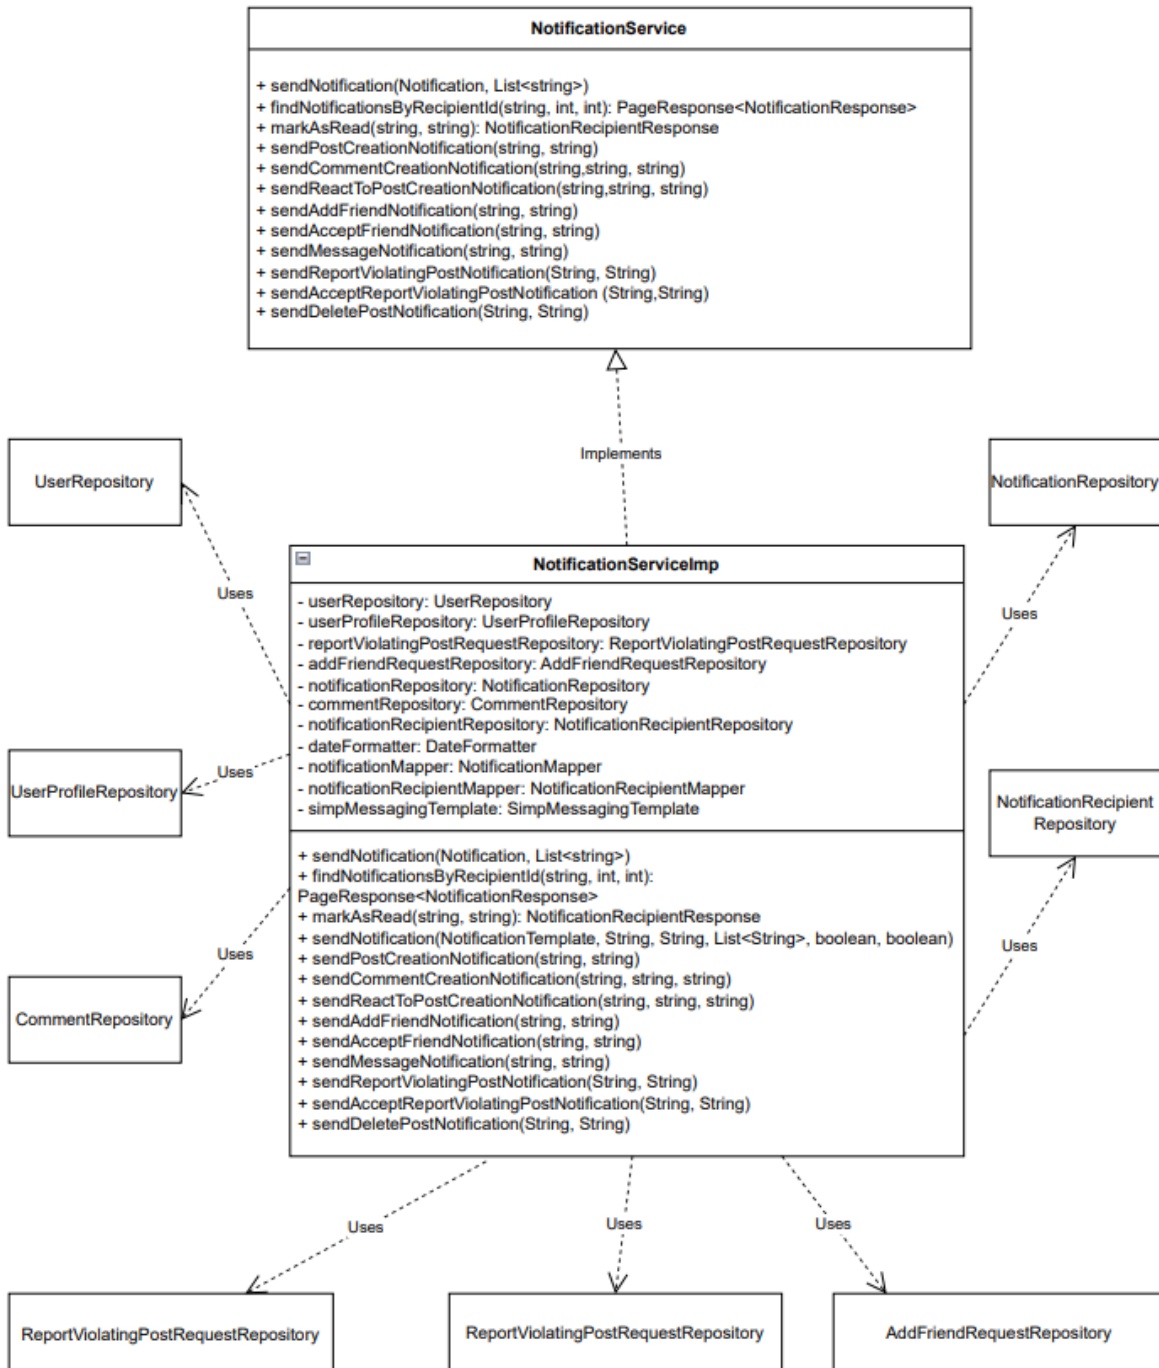 NotificationService
+ sendNotification(Notification, List<string>)
+ findNotificationsByRecipientId(string, int, int): PageResponse<NotificationResponse>
+ markAsRead(string, string): NotificationRecipientResponse
+ sendPostCreationNotification(string, string)
+ sendCommentCreationNotification(string,string, string)
+ sendReactToPostCreationNotification(string,string, string)
+ sendAddFriendNotification(string, string)
+ sendAcceptFriendNotification(string, string)
+ sendMessageNotification(string, string)
+ sendReportViolatingPostNotification(String, String)
+ sendAcceptReportViolatingPostNotification (String,String)
+ sendDeletePostNotification(String, String)
Implements
UserRepository
NotificationRepository
Uses
Uses
NotificationServiceImp
- userRepository: UserRepository
- userProfileRepository: UserProfileRepository
- reportViolatingPostRequestRepository: ReportViolatingPostRequestRepository
- addFriendRequestRepository: AddFriendRequestRepository
- notificationRepository: NotificationRepository
- commentRepository: CommentRepository
- notificationRecipientRepository: NotificationRecipientRepository
- dateFormatter: DateFormatter
- notificationMapper: NotificationMapper
- notificationRecipientMapper: NotificationRecipientMapper
- simpMessagingTemplate: SimpMessagingTemplate
Uses
UserProfileRepository
NotificationRecipient
Repository
+ sendNotification(Notification, List<string>)
+ findNotificationsByRecipientId(string, int, int):
PageResponse<NotificationResponse>
+ markAsRead(string, string): NotificationRecipientResponse
+ sendNotification(NotificationTemplate, String, String, List<String>, boolean, boolean)
+ sendPostCreationNotification(string, string)
+ sendCommentCreationNotification(string, string, string)
+ sendReactToPostCreationNotification(string, string, string)
+ sendAddFriendNotification(string, string)
+ sendAcceptFriendNotification(string, string)
+ sendMessageNotification(string, string)
+ sendReportViolatingPostNotification(String, String)
+ sendAcceptReportViolatingPostNotification(String, String)
+ sendDeletePostNotification(String, String)
Uses
Uses
CommentRepository
Uses
Uses
Uses
ReportViolatingPostRequestRepository
ReportViolatingPostRequestRepository
AddFriendRequestRepository